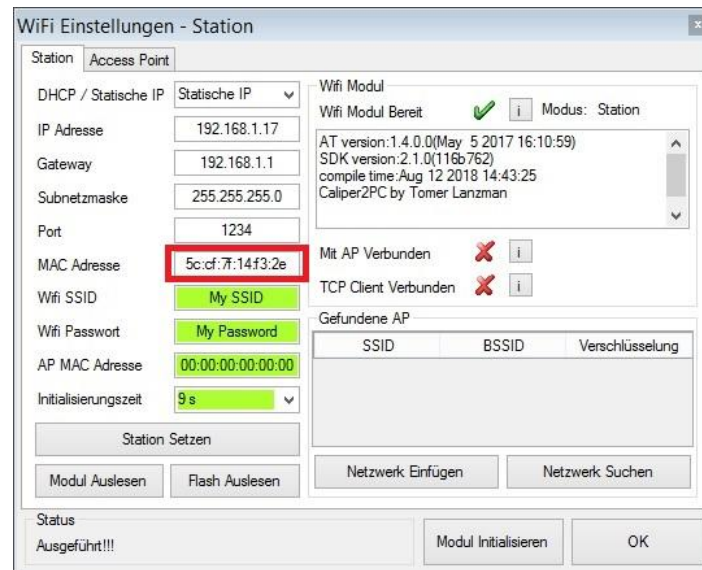 WiFi Einstellungen - Station
Station
Access Point
DHCP / Statische IP
Statische IP
IP Adresse
192.168.1.17
Gateway
192.168.1.1
Subnetzmaske
255.255.255.0
Port
1234
MAC Adresse
5c:cf:7f:14:f3:2e
Wifi SSID
My SSID
Wifi Passwort
My Password
AP MAC Adresse
00:00:00:00:00:00
Initialisierungszeit
9 s
Station Setzen
Modul Auslesen
Flash Auslesen
Wifi Modul
Wifi Modul Bereit
i
Modus: Station
AT version:1.4.0.0(May 5 2017 16:10:59)
SDK version:2.1.0(116b762)
compile time:Aug 12 2018 14:43:25
Caliper2PC by Tomer Lanzman
Mit AP Verbunden
i
TCP Client Verbunden
i
Gefundene AP
SSID
BSSID
Verschlüsselung
Netzwerk Einfügen
Netzwerk Suchen
Status
Ausgeführt!!!
Modul Initialisieren
OK